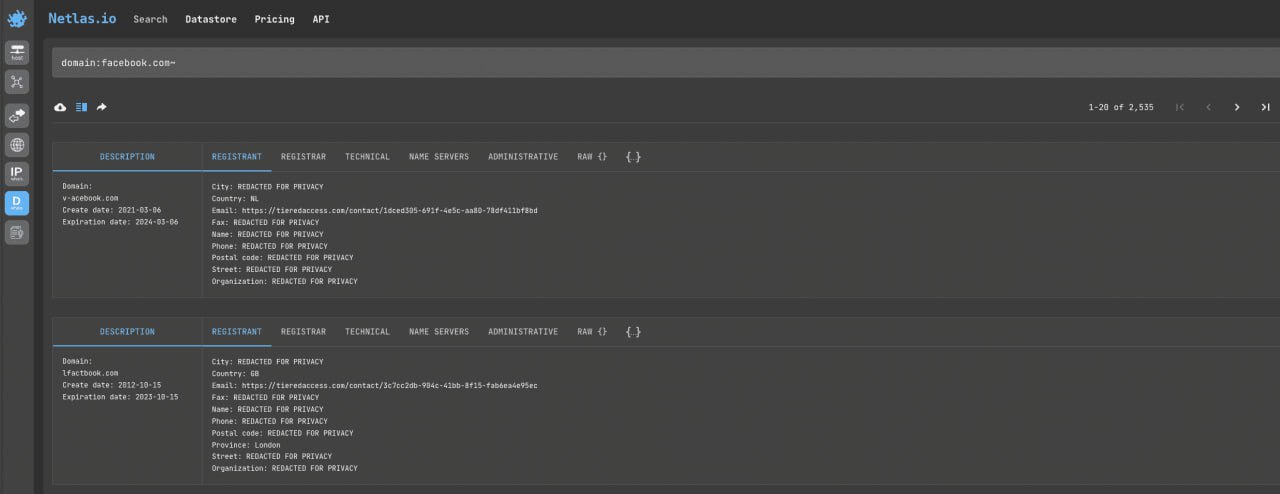 Netlas.io Search Datastore Pricing API
host
domain:facebook.com~
1-20 of 2,535
IP
D
DESCRIPTION REGISTRANT REGISTRAR TECHNICAL NAME SERVERS ADMINISTRATIVE RAW {} {..}
Domain:
v-acebook.com
Create date: 2021-03-06
Expiration date: 2024-03-06
City: REDACTED FOR PRIVACY
Country: NL
Email: https://tieredaccess.com/contact/1dced305-691f-4e5c-aa80-78df411bf8bd
Fax: REDACTED FOR PRIVACY
Name: REDACTED FOR PRIVACY
Phone: REDACTED FOR PRIVACY
Postal code: REDACTED FOR PRIVACY
Street: REDACTED FOR PRIVACY
Organization: REDACTED FOR PRIVACY
DESCRIPTION REGISTRANT REGISTRAR TECHNICAL NAME SERVERS ADMINISTRATIVE RAW {} {..}
Domain:
lfactbook.com
Create date: 2012-10-15
Expiration date: 2023-10-15
City: REDACTED FOR PRIVACY
Country: GB
Email: https://tieredaccess.com/contact/3c7cc2db-904c-41bb-8f15-fab6ea4e95ec
Fax: REDACTED FOR PRIVACY
Name: REDACTED FOR PRIVACY
Phone: REDACTED FOR PRIVACY
Postal code: REDACTED FOR PRIVACY
Province: London
Street: REDACTED FOR PRIVACY
Organization: REDACTED FOR PRIVACY